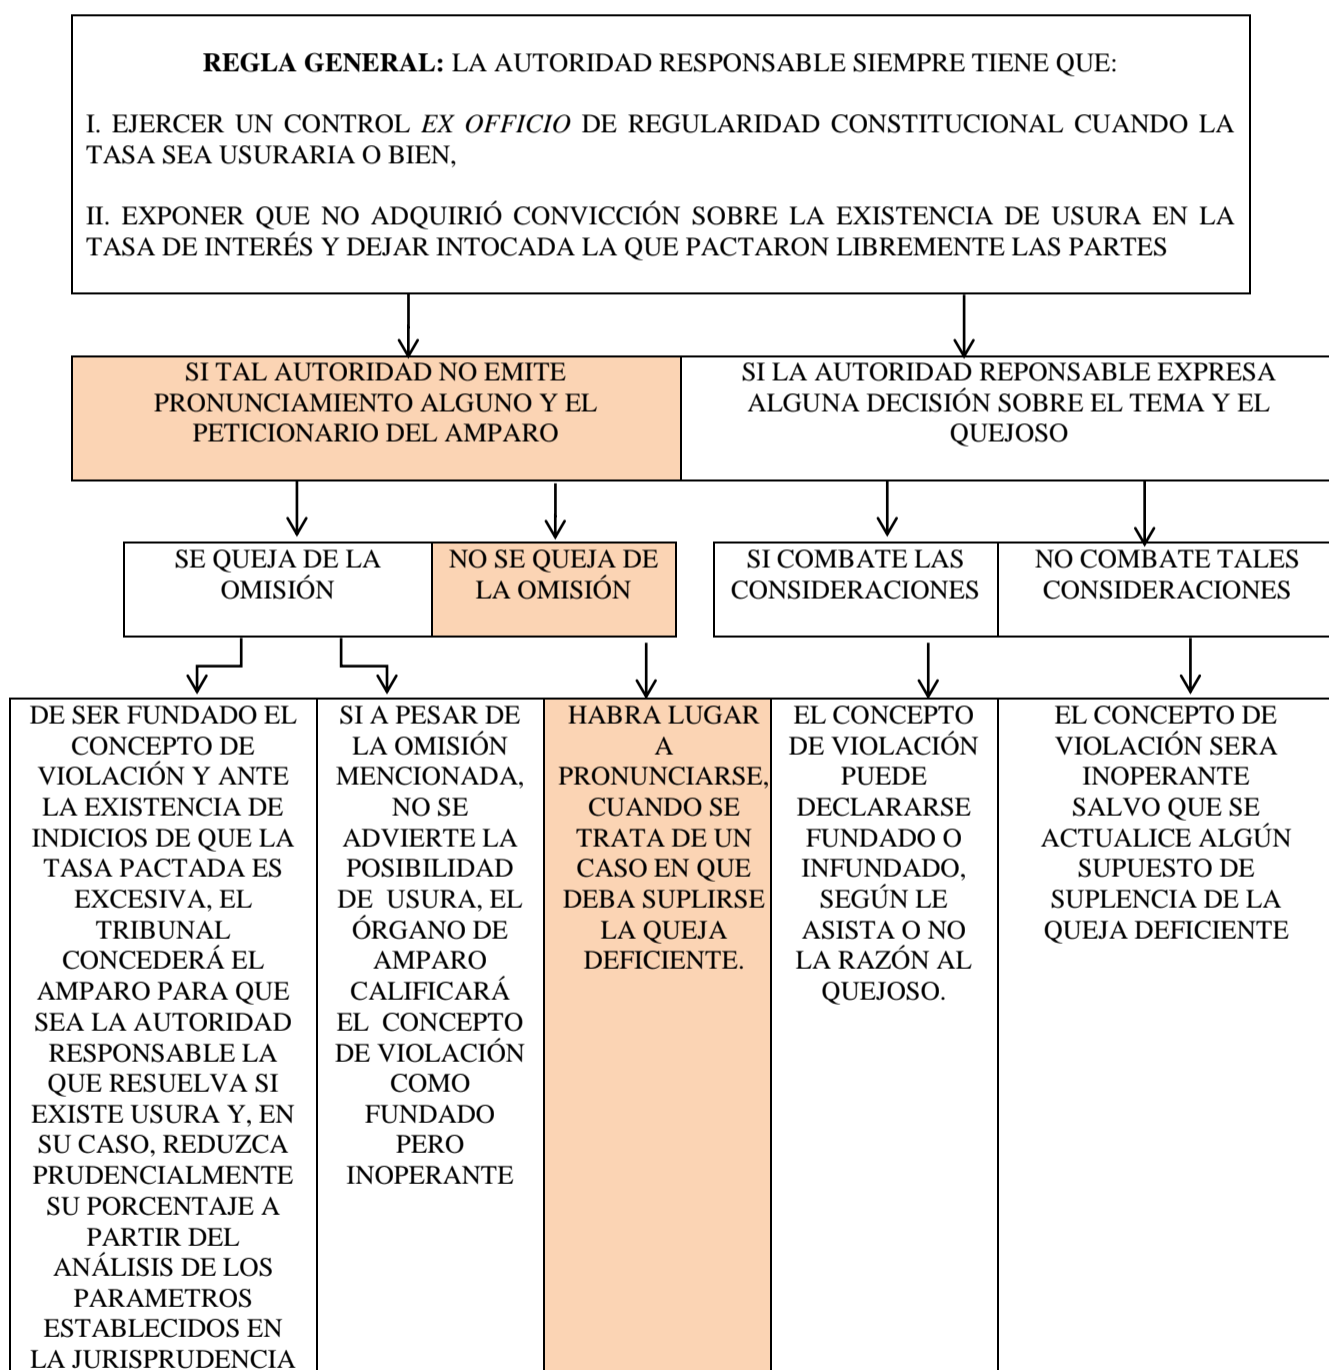 REGLA GENERAL: LA AUTORIDAD RESPONSABLE SIEMPRE TIENE QUE:
I. EJERCER UN CONTROL EX OFFICIO DE REGULARIDAD CONSTITUCIONAL CUANDO LA
TASA SEA USURARIA O BIEN,
II. EXPONER QUE NO ADQUIRIÓ CONVICCIÓN SOBRE LA EXISTENCIA DE USURA EN LA
TASA DE INTERÉS Y DEJAR INTOCADA LA QUE PACTARON LIBREMENTE LAS PARTES
SI TAL AUTORIDAD NO EMITE
PRONUNCIAMIENTO ALGUNO Y EL
PETICIONARIO DEL AMPARO
SI LA AUTORIDAD REPONSABLE EXPRESA
ALGUNA DECISIÓN SOBRE EL TEMA Y EL
QUEJOSO
SE QUEJA DE LA
OMISIÓN
NO SE QUEJA DE
LA OMISIÓN
SI COMBATE LAS
CONSIDERACIONES
NO COMBATE TALES
CONSIDERACIONES
DE SER FUNDADO EL
CONCEPTO DE
VIOLACIÓN Y ANTE
LA EXISTENCIA DE
INDICIOS DE QUE LA
TASA PACTADA ES
EXCESIVA, EL
TRIBUNAL
CONCEDERÁ EL
AMPARO PARA QUE
SEA LA AUTORIDAD
RESPONSABLE LA
QUE RESUELVA SI
EXISTE USURA Y, EN
SU CASO, REDUZCA
PRUDENCIALMENTE
SU PORCENTAJE A
PARTIR DEL
ANÁLISIS DE LOS
PARAMETROS
ESTABLECIDOS EN
LA JURISPRUDENCIA
SI A PESAR DE
LA OMISIÓN
MENCIONADA,
NO SE
ADVIERTE LA
POSIBILIDAD
DE USURA, EL
ÓRGANO DE
AMPARO
CALIFICARÁ
EL CONCEPTO
DE VIOLACIÓN
COMO
FUNDADO
PERO
INOPERANTE
HABRA LUGAR
A
PRONUNCIARSE,
CUANDO SE
TRATA DE UN
CASO EN QUE
DEBA SUPLIRSE
LA QUEJA
DEFICIENTE.
EL CONCEPTO
DE VIOLACIÓN
PUEDE
DECLARARSE
FUNDADO O
INFUNDADO,
SEGÚN LE
ASISTA O NO
LA RAZÓN AL
QUEJOSO.
EL CONCEPTO DE
VIOLACIÓN SERA
INOPERANTE
SALVO QUE SE
ACTUALICE ALGÚN
SUPUESTO DE
SUPLENCIA DE LA
QUEJA DEFICIENTE